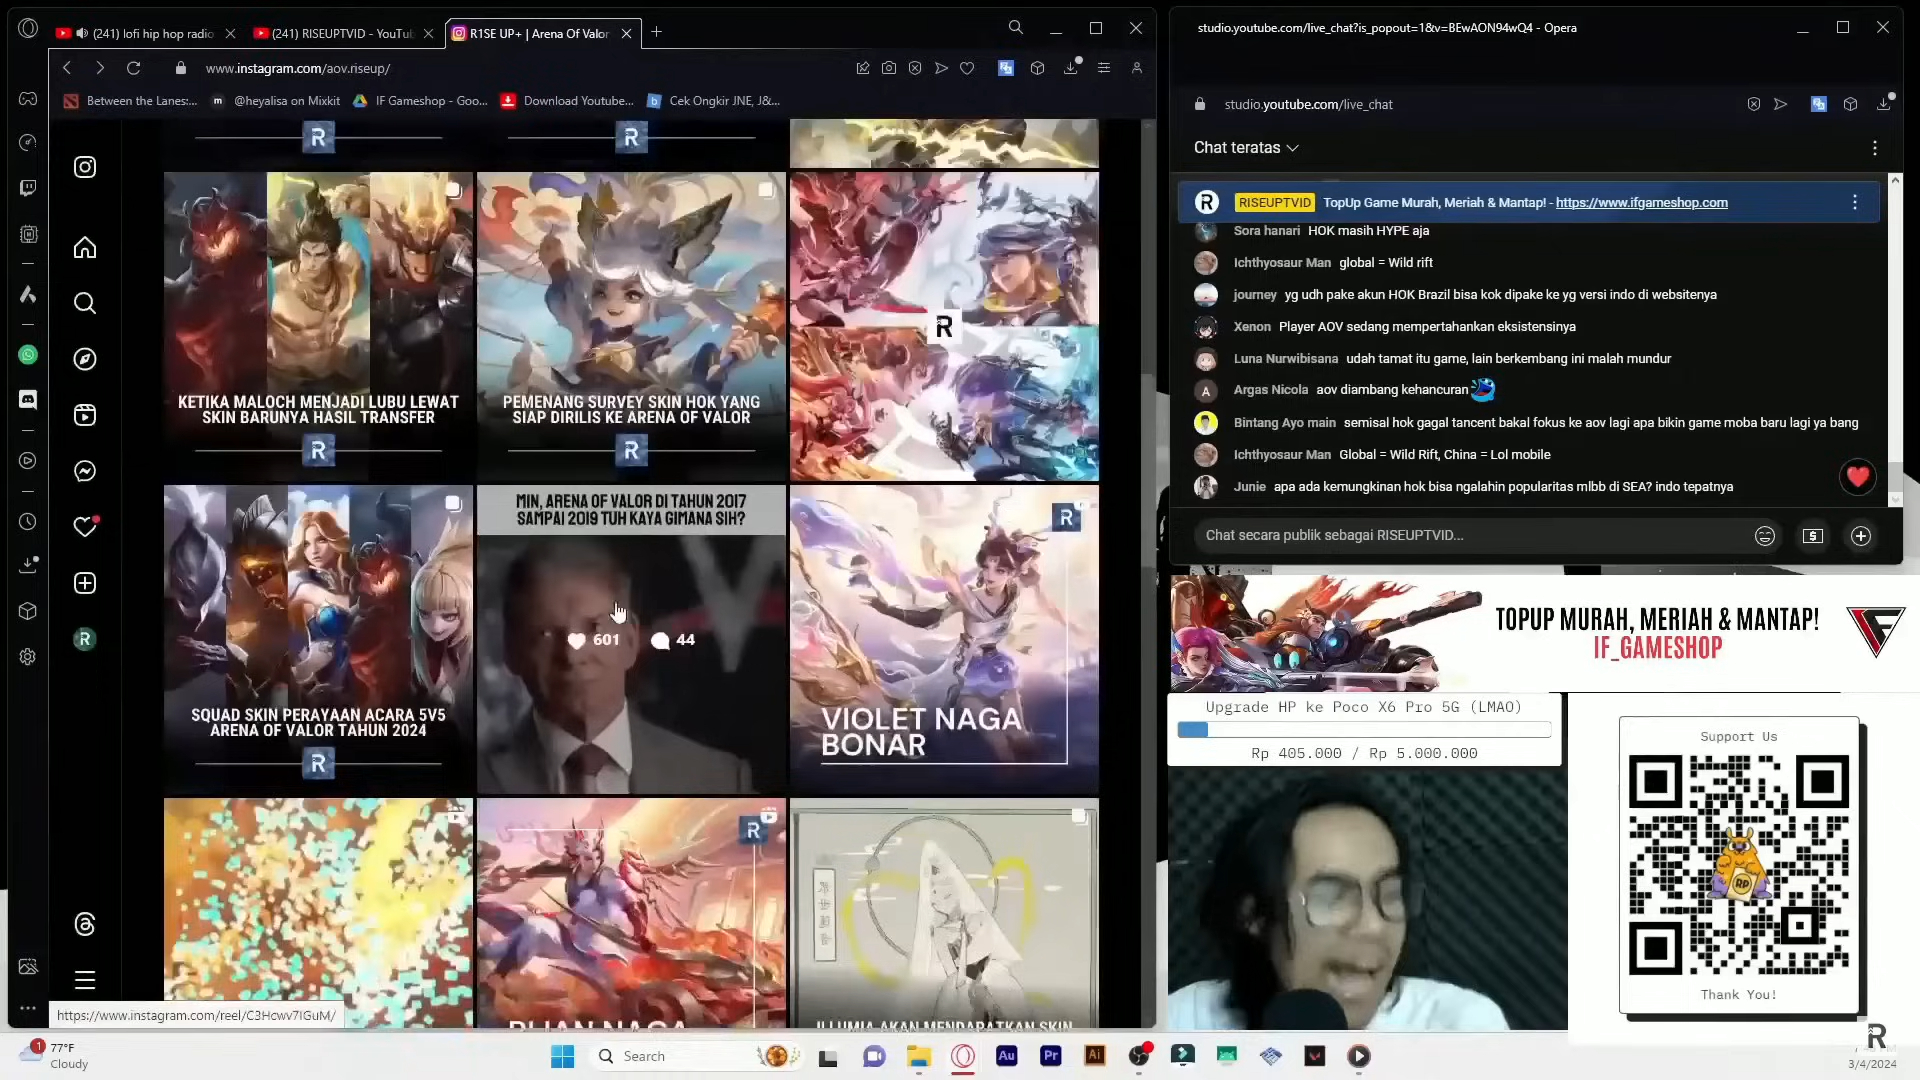 (241) lofi hip hop radio
(241) RISEUPTVID - YouTu
R1SE UP+ | Arena Of Valor
www.instagram.com/aov.riseup/
Between the Lanes:...
@heyalisa on Mixkit
IF Gameshop - Goo...
Download Youtube...
Cek Ongkir JNE, J&...
KETIKA MALOCH MENJADI LUBU LEWAT
SKIN BARUNYA HASIL TRANSFER
PEMENANG SURVEY SKIN HOK YANG
SIAP DIRILIS KE ARENA OF VALOR
SQUAD SKIN PERAYAAN ACARA 5V5
ARENA OF VALOR TAHUN 2024
MIN, ARENA OF VALOR DI TAHUN 2017
SAMPAI 2019 TUH KAYA GIMANA SIH?
601 44
VIOLET NAGA
BONAR
ILLUMIA AKAN MENDAPATKAN SKIN
https://www.instagram.com/reel/C3Hcwv7IGuM/
studio.youtube.com/live_chat?is_popout=1&v=BEwAON94wQ4 - Opera
studio.youtube.com/live_chat
Chat teratas
RISEUPTVID TopUp Game Murah, Meriah & Mantap! - https://www.ifgameshop.com
Sora hanari HOK masih HYPE aja
Ichthyosaur Man global = Wild rift
journey yg udh pake akun HOK Brazil bisa kok dipake ke yg versi indo di websitenya
Xenon Player AOV sedang mempertahankan eksistensinya
Luna Nurwibisana udah tamat itu game, lain berkembang ini malah mundur
Argas Nicola aov diambang kehancuran
Bintang Ayo main semisal hok gagal tancent bakal fokus ke aov lagi apa bikin game moba baru lagi ya bang
Ichthyosaur Man Global = Wild Rift, China = Lol mobile
Junie apa ada kemungkinan hok bisa ngalahin popularitas mlbb di SEA? indo tepatnya
Chat secara publik sebagai RISEUPTVID...
TOPUP MURAH, MERIAH & MANTAP!
IF_GAMESHOP
Upgrade HP ke Poco X6 Pro 5G (LMAO)
Rp 405.000 / Rp 5.000.000
Support Us
Thank You!
1
77°F
Cloudy
Search
3/4/2024